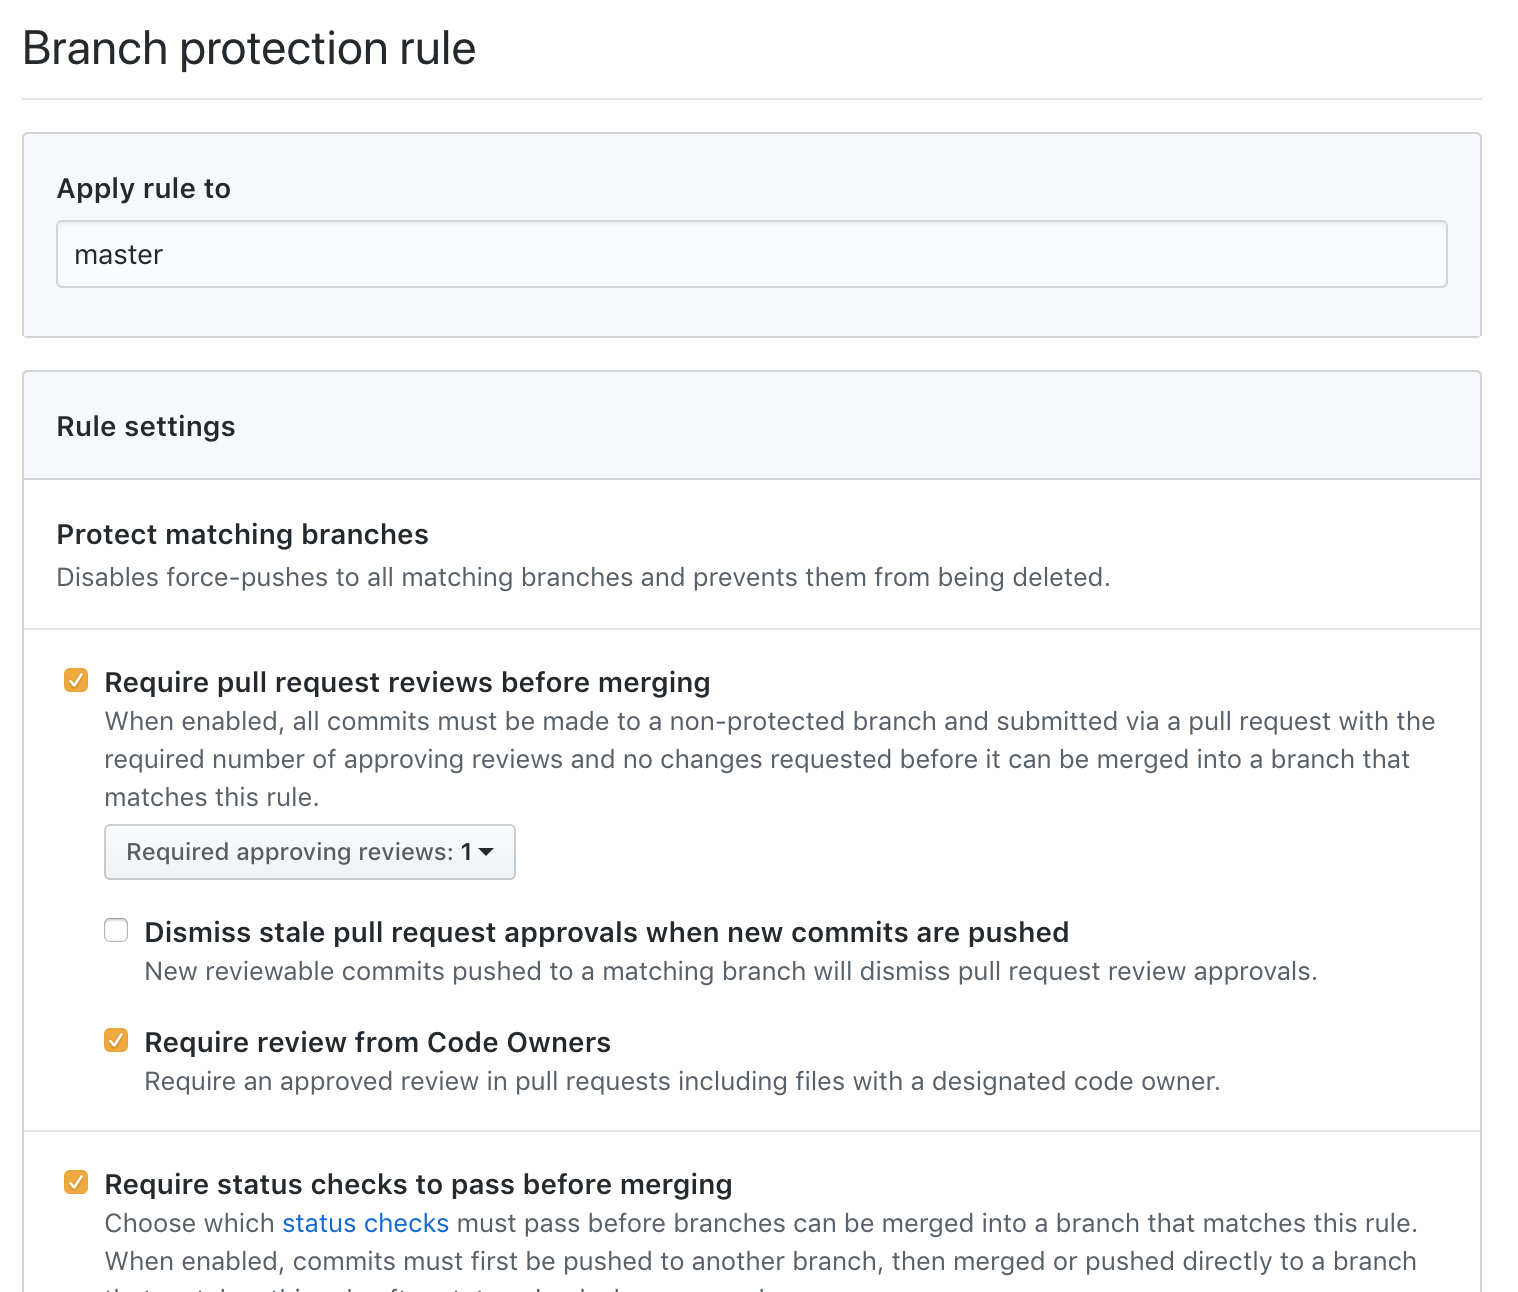 Branch protection rule
Apply rule to
master
Rule settings
Protect matching branches
Disables force-pushes to all matching branches and prevents them from being deleted.
Require pull request reviews before merging
When enabled, all commits must be made to a non-protected branch and submitted via a pull request with the
required number of approving reviews and no changes requested before it can be merged into a branch that
matches this rule.
Required approving reviews: 1
Dismiss stale pull request approvals when new commits are pushed
New reviewable commits pushed to a matching branch will dismiss pull request review approvals.
Require review from Code Owners
Require an approved review in pull requests including files with a designated code owner.
Require status checks to pass before merging
Choose which status checks must pass before branches can be merged into a branch that matches this rule.
When enabled, commits must first be pushed to another branch, then merged or pushed directly to a branch